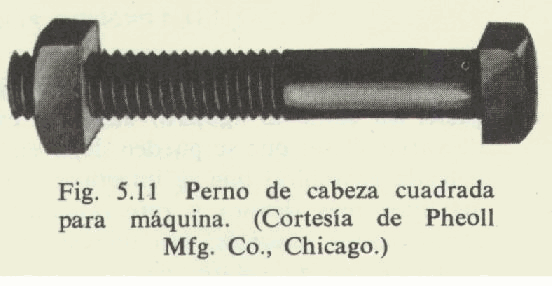 Fig. 5.11 Perno de cabeza cuadrada
para máquina. (Cortesía de Pheoll
Mfg. Co., Chicago.)